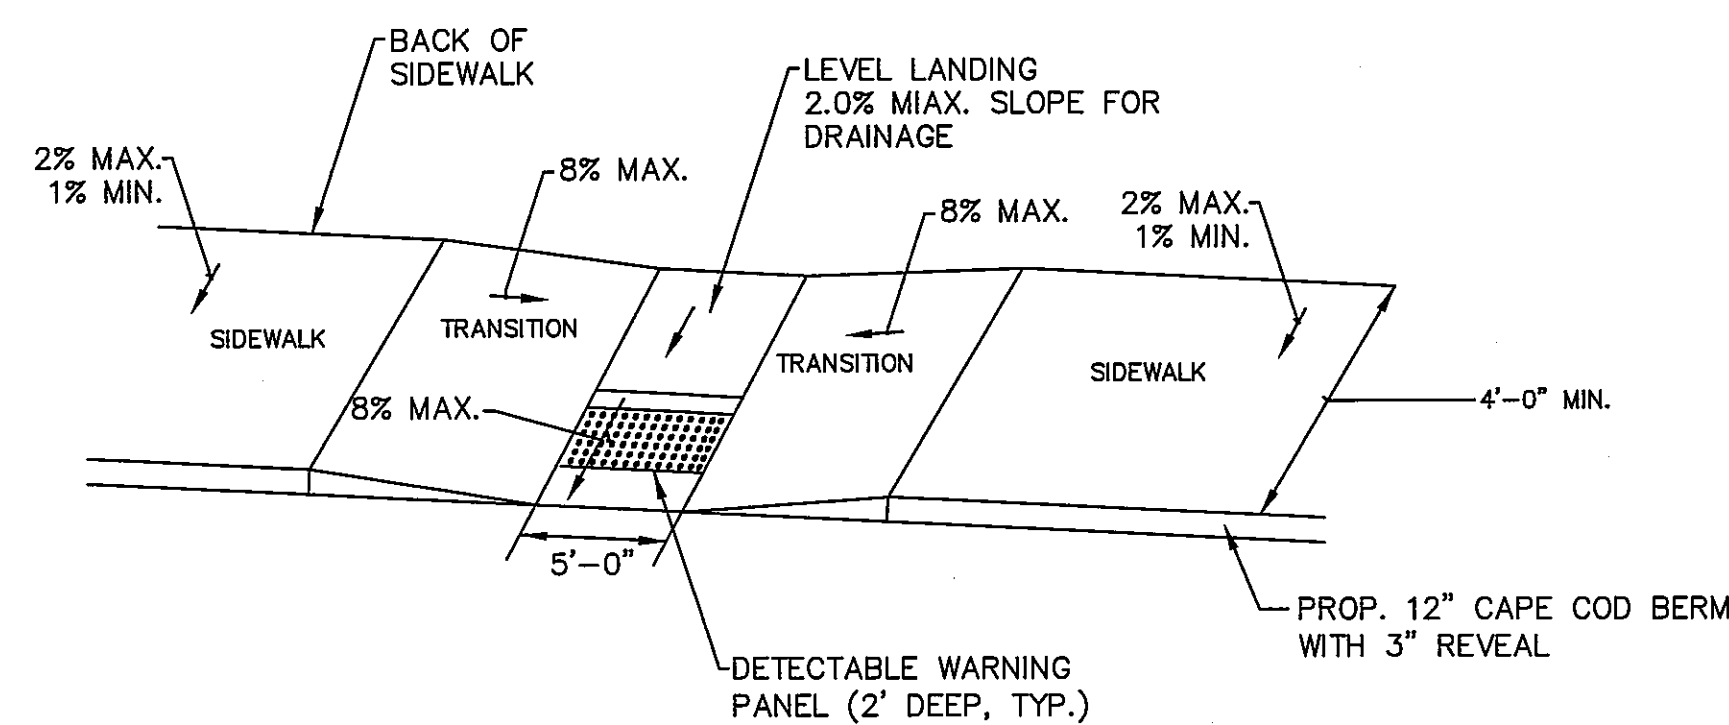 BACK OF
SIDEWALK
LEVEL LANDING
2.0% MIAX. SLOPE FOR
DRAINAGE
2% MAX.
1% MIN.
8% MAX.
8% MAX.
2% MAX.
1% MIN.
SIDEWALK
TRANSITION
TRANSITION
SIDEWALK
8% MAX.
4'-0" MIN.
5'-0"
PROP. 12" CAPE COD BERM
WITH 3" REVEAL
DETECTABLE WARNING
PANEL (2' DEEP, TYP.)